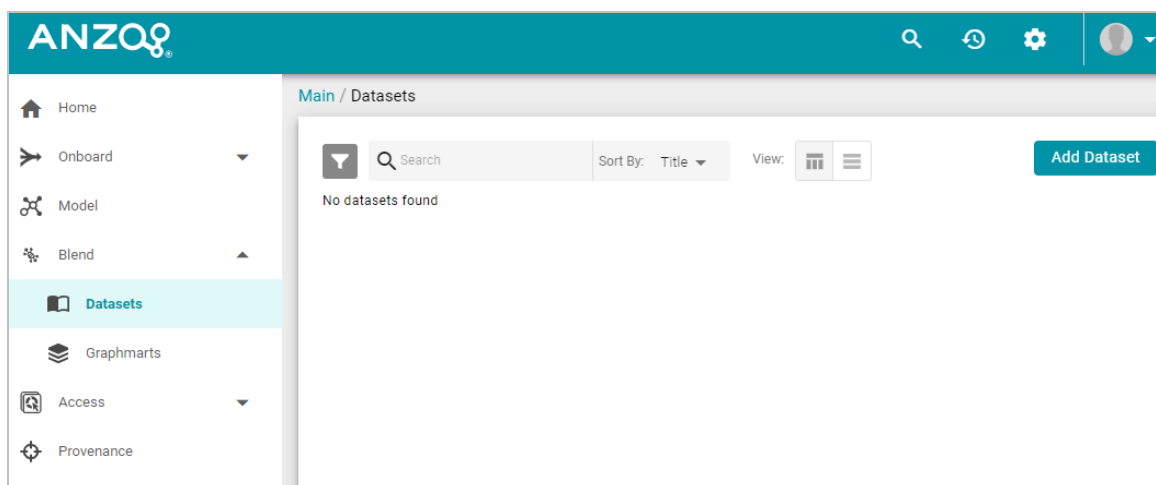 ANZO®
Home
Onboard
Model
Blend
Datasets
Graphmarts
Access
Provenance
Main / Datasets
Search
Sort By: Title
View:
Add Dataset
No datasets found